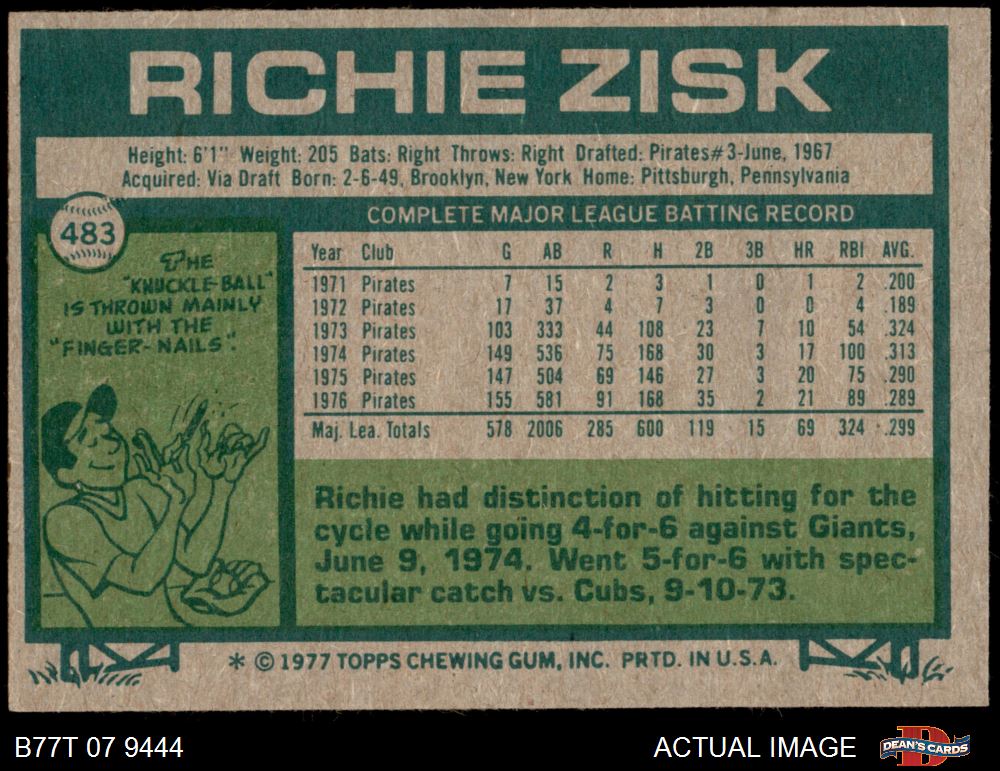 RICHIE ZISK
Height: 6'1" Weight: 205 Bats: Right Throws: Right Drafted: Pirates#3-June, 1967
Acquired: Via Draft Born: 2-6-49, Brooklyn, New York Home: Pittsburgh, Pennsylvania
483
THE
"KNUCKLE-BALL"
IS THROWN MAINLY
WITH THE
"FINGER-NAILS".
COMPLETE MAJOR LEAGUE BATTING RECORD
Year Club G AB R H 2B 3B HR RBI AVG.
1971 Pirates 7 15 2 3 1 0 1 2 .200
1972 Pirates 17 37 4 7 3 0 0 4 .189
1973 Pirates 103 333 44 108 23 7 10 54 .324
1974 Pirates 149 536 75 168 30 3 17 100 .313
1975 Pirates 147 504 69 146 27 3 20 75 .290
1976 Pirates 155 581 91 168 35 2 21 89 .289
Maj. Lea. Totals 578 2006 285 600 119 15 69 324 .299
Richie had distinction of hitting for the
cycle while going 4-for-6 against Giants,
June 9, 1974. Went 5-for-6 with spec-
tacular catch vs. Cubs, 9-10-73.
* © 1977 TOPPS CHEWING GUM, INC. PRTD. IN U.S.A.
B77T 07 9444
ACTUAL IMAGE
DEAN'S CARDS